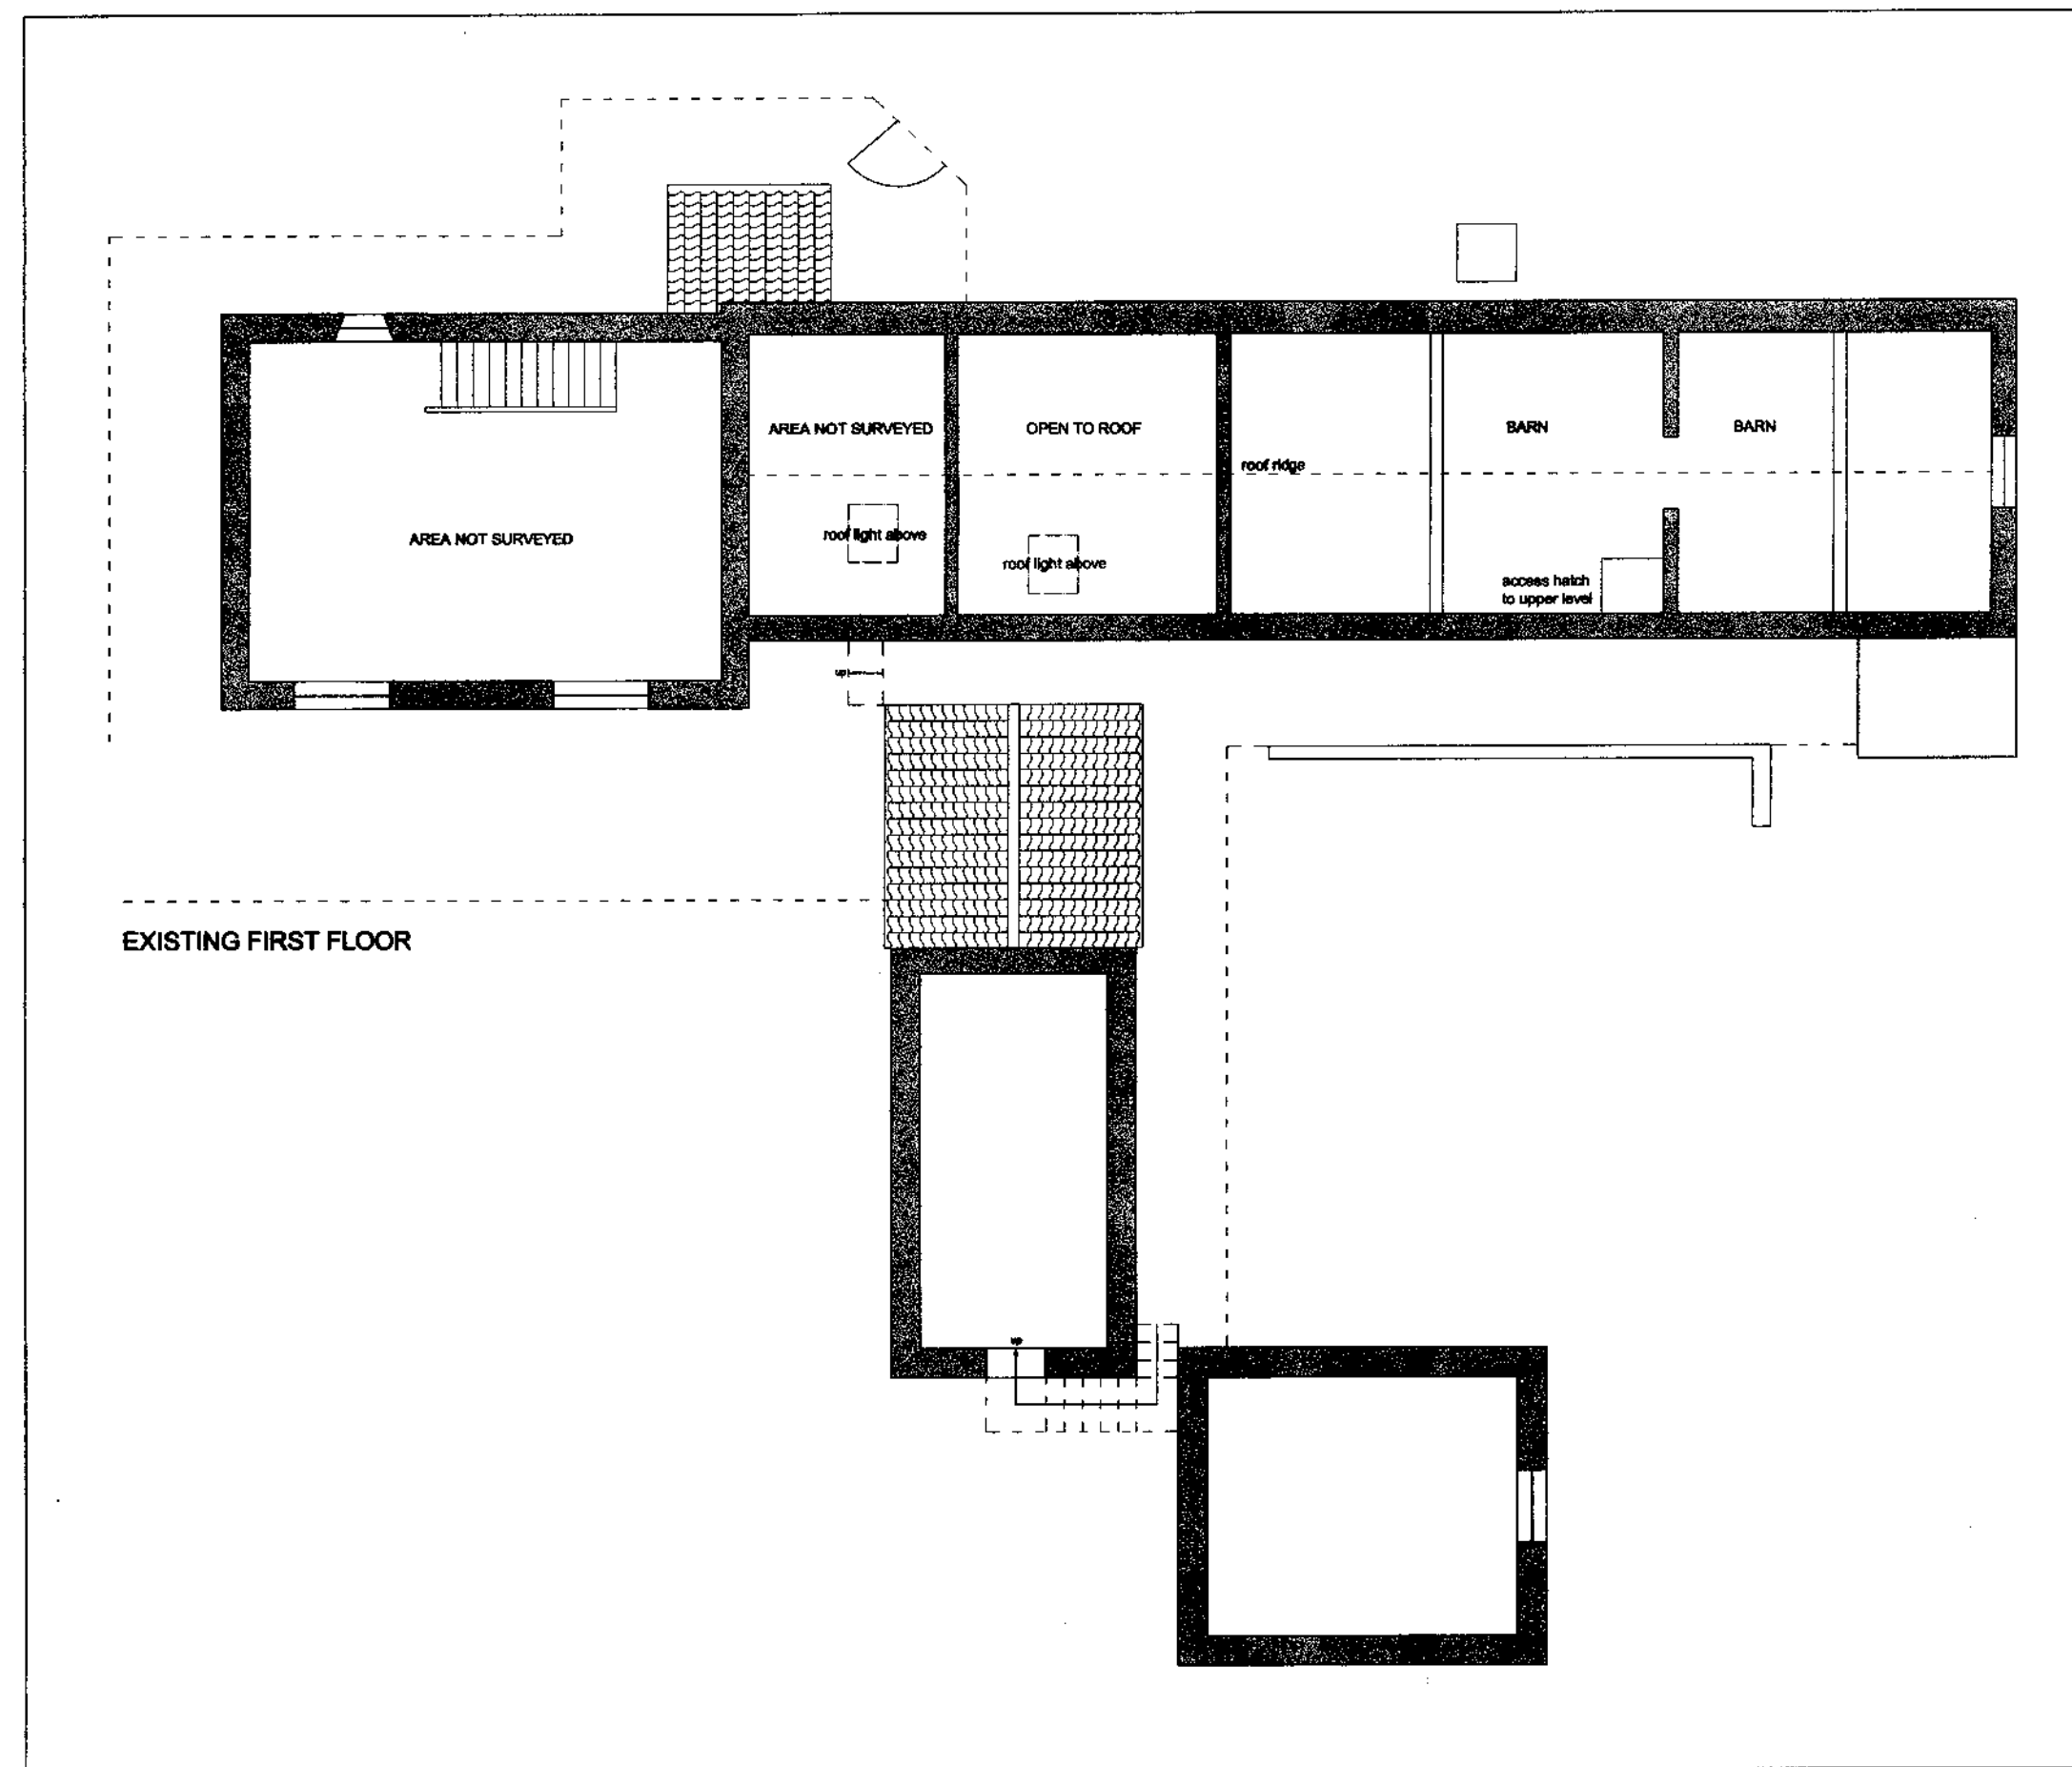 AREA NOT SURVEYED
OPEN TO ROOF
BARN
BARN
roof ridge
roof light above
AREA NOT SURVEYED
roof light above
access hatch
to upper level
up
EXISTING FIRST FLOOR
up